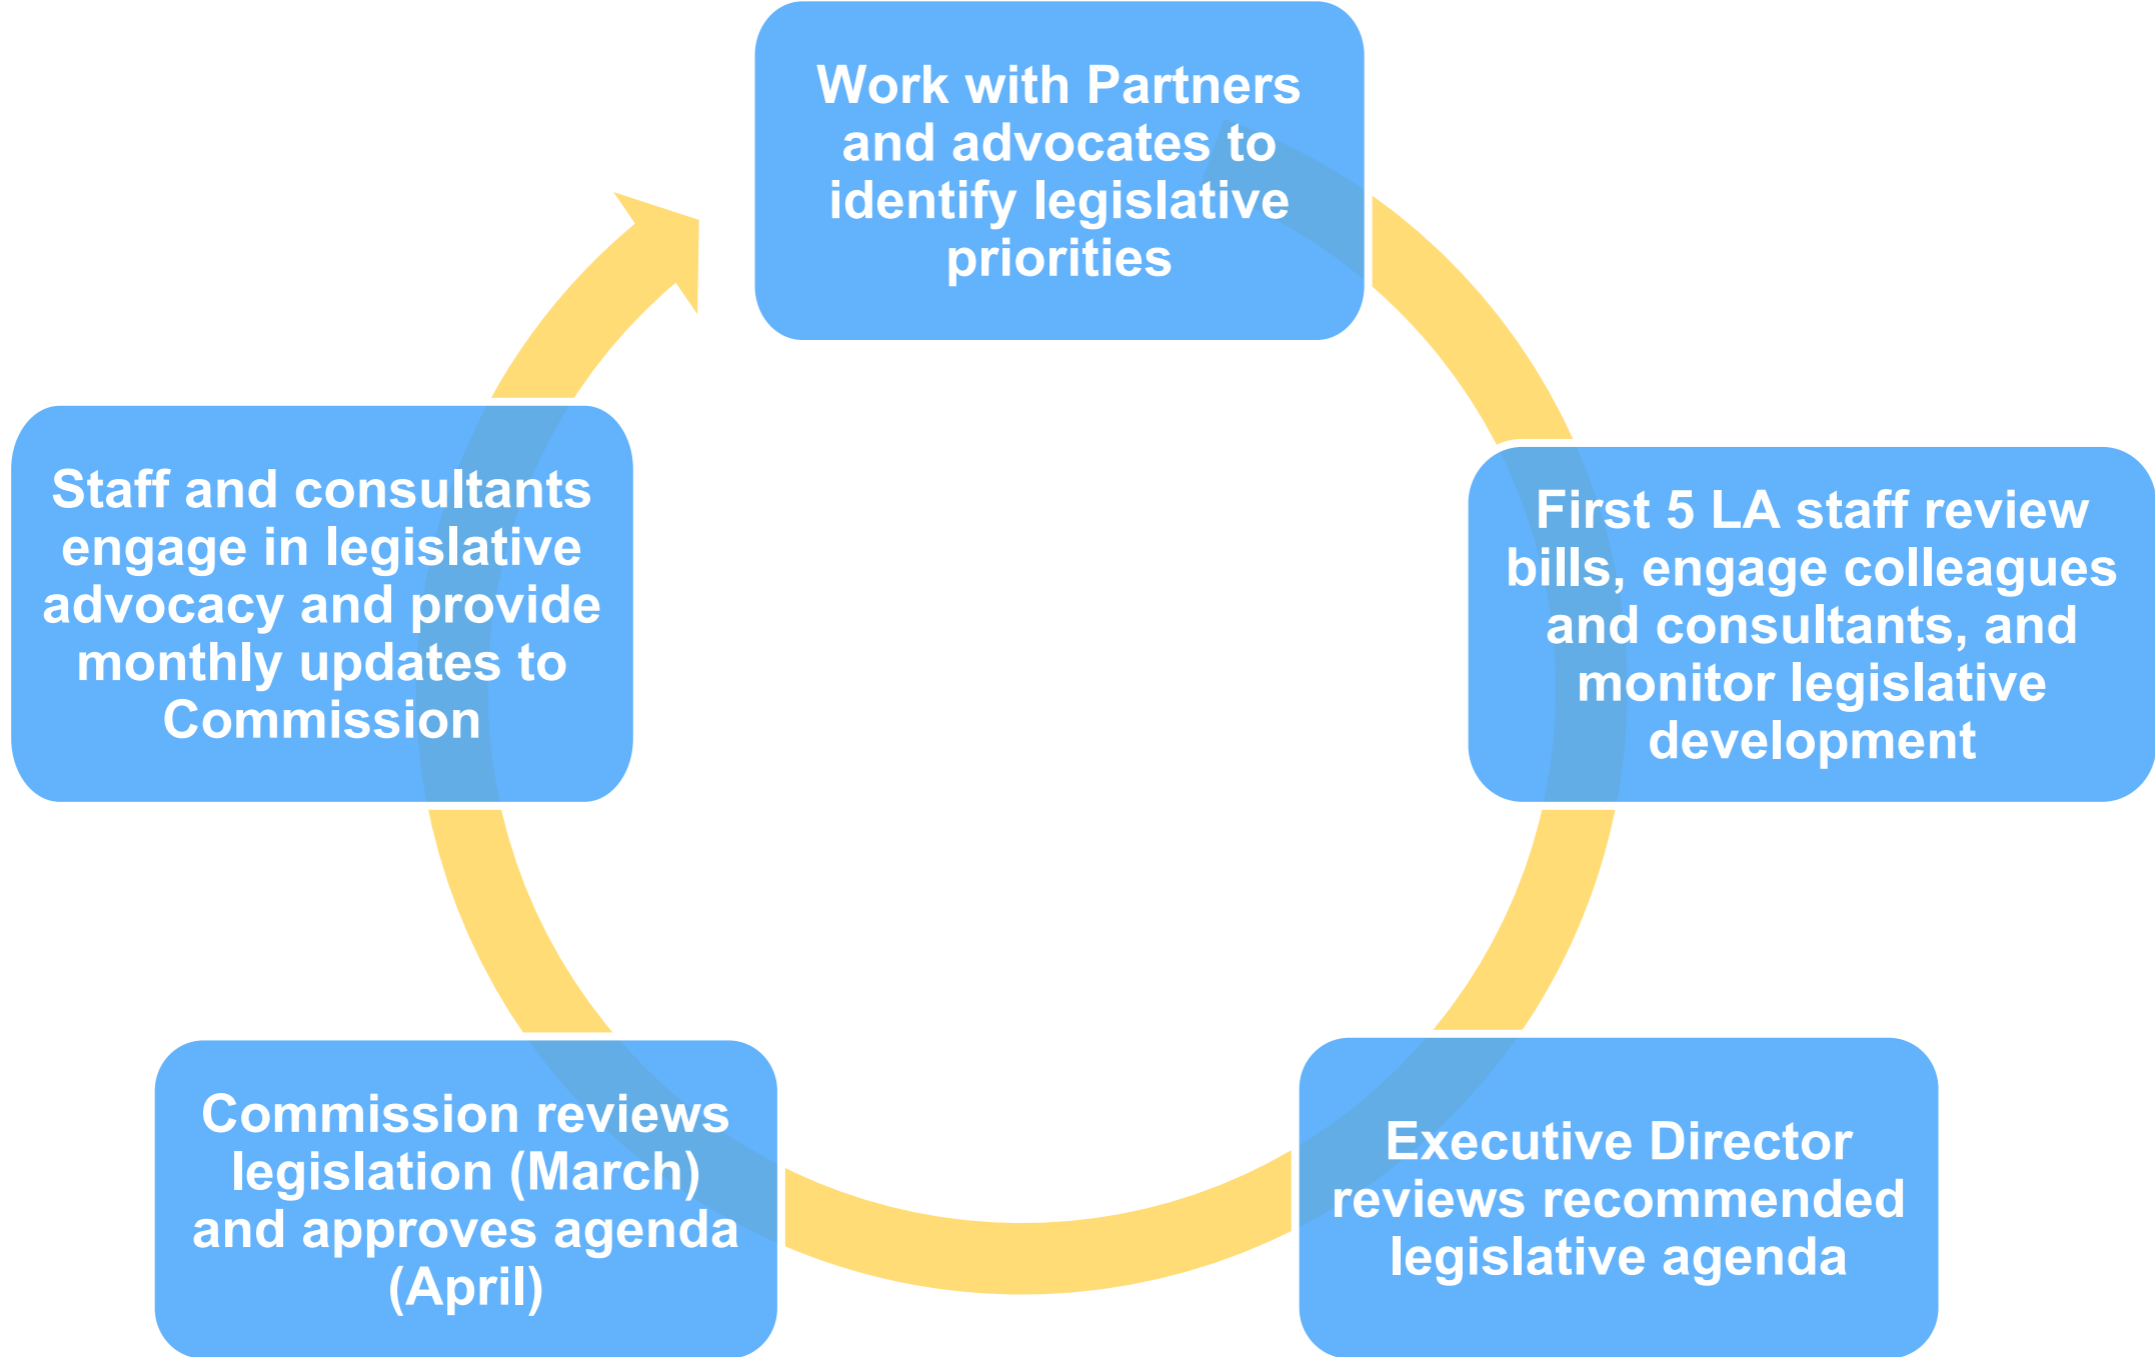 Work with Partners
and advocates to
identify legislative
priorities
First 5 LA staff review
bills, engage colleagues
and consultants, and
monitor legislative
development
Executive Director
reviews recommended
legislative agenda
Commission reviews
legislation (March)
and approves agenda
(April)
Staff and consultants
engage in legislative
advocacy and provide
monthly updates to
Commission